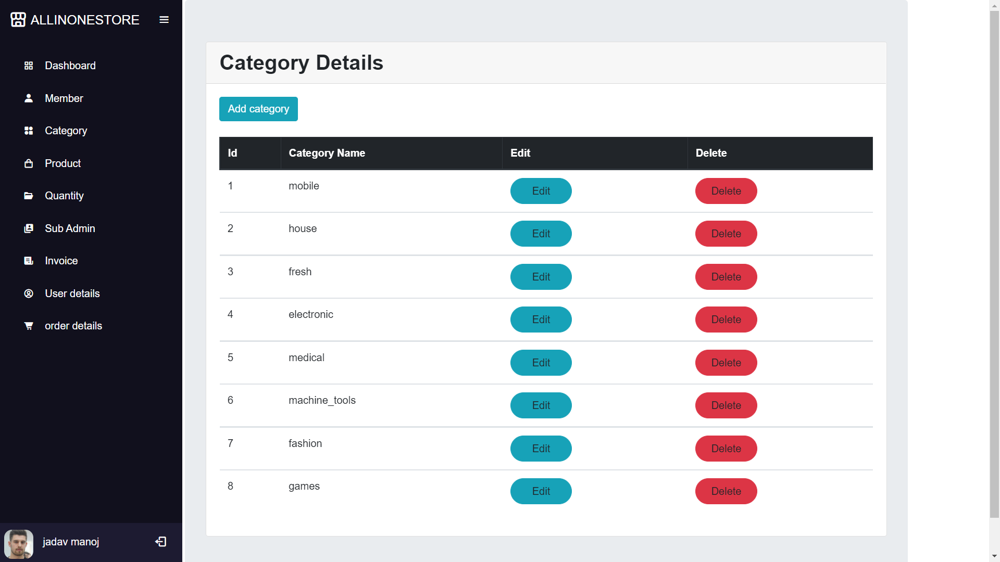 ALLINONESTORE
Dashboard
Member
Category
Product
Quantity
Sub Admin
Invoice
User details
order details
jadav manoj
Category Details
Add category
Id Category Name Edit Delete
1 mobile Edit Delete
2 house Edit Delete
3 fresh Edit Delete
4 electronic Edit Delete
5 medical Edit Delete
6 machine_tools Edit Delete
7 fashion Edit Delete
8 games Edit Delete